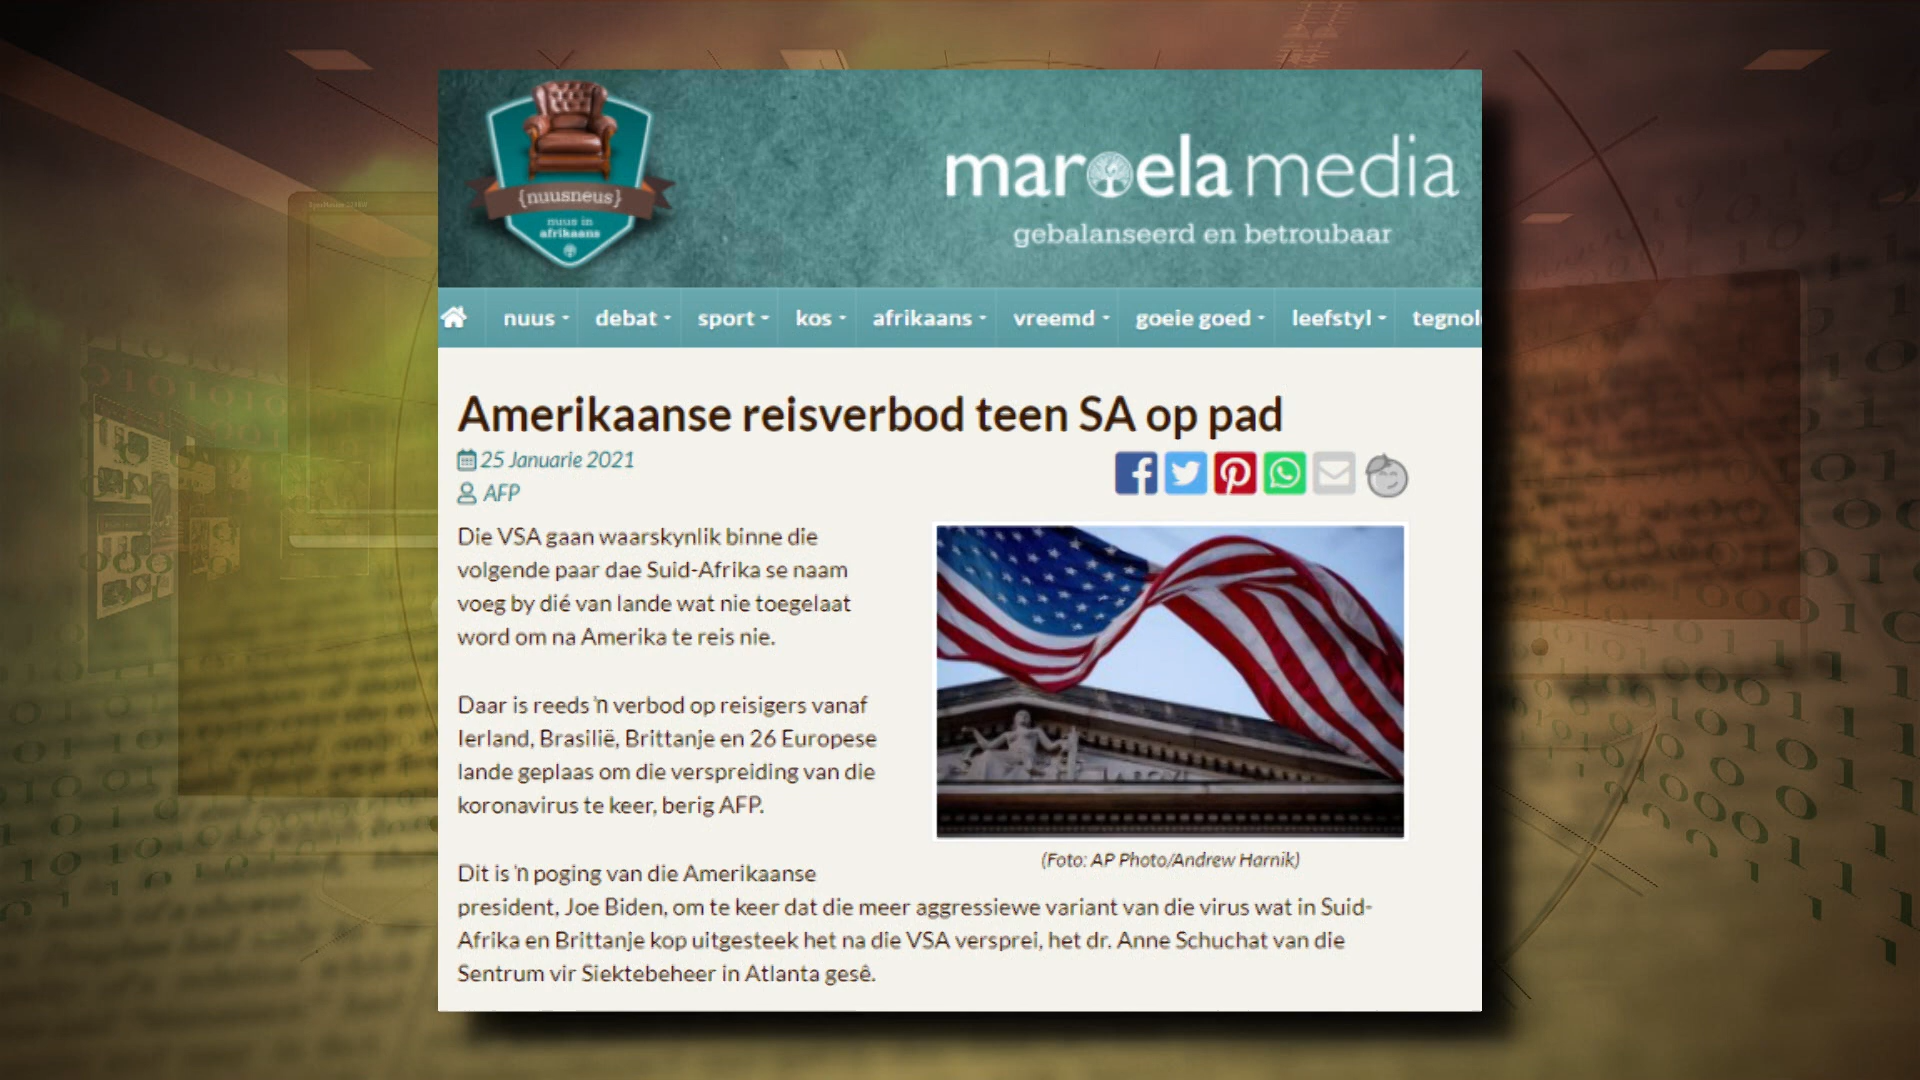 {nuusneus}
nuus in
afrikaans
maroela media
gebalanseerd en betroubaar
nuus debat sport kos afrikaans vreemd goeie goed leefstyl tegnol
Amerikaanse reisverbod teen SA op pad
25 Januarie 2021
AFP
Die VSA gaan waarskynlik binne die
volgende paar dae Suid-Afrika se naam
voeg by dié van lande wat nie toegelaat
word om na Amerika te reis nie.
Daar is reeds 'n verbod op reisigers vanaf
Ierland, Brasilië, Brittanje en 26 Europese
lande geplaas om die verspreiding van die
koronavirus te keer, berig AFP.
(Foto: AP Photo/Andrew Harnik)
Dit is 'n poging van die Amerikaanse
president, Joe Biden, om te keer dat die meer aggressiewe variant van die virus wat in Suid-
Afrika en Brittanje kop uitgesteek het na die VSA versprei, het dr. Anne Schuchat van die
Sentrum vir Siektebeheer in Atlanta gesê.